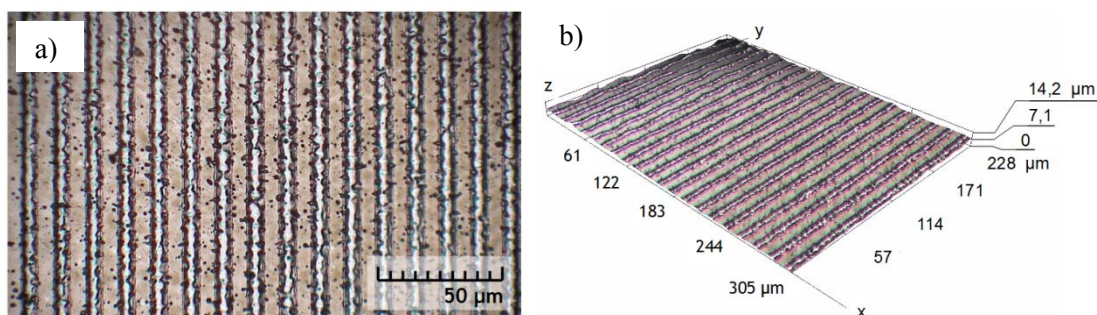 a)
50 µm
b)
z
y
14,2 µm
7,1
0
228 µm
171
114
57
61
122
183
244
305 µm
x